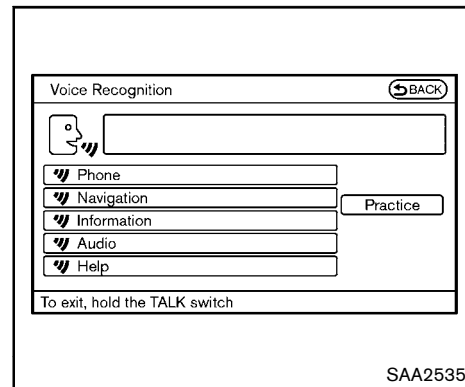 Voice Recognition
BACK
Phone
Navigation
Practice
Information
Audio
Help
To exit, hold the TALK switch
SAA2535